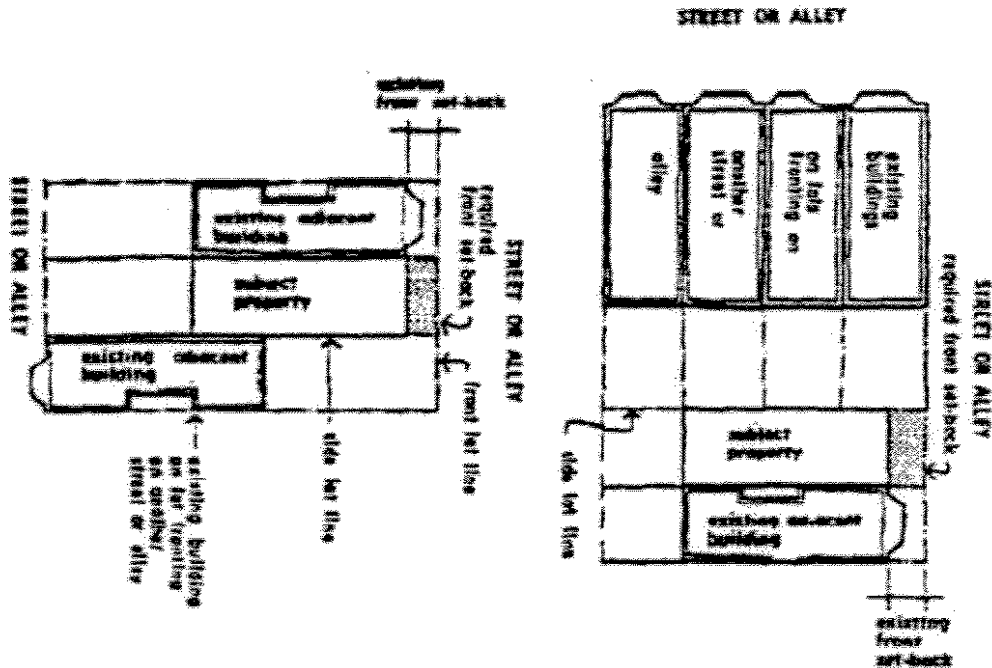 STREET OR ALLEY
existing
front set-back
STREET OR ALLEY
existing adjacent
building
subject
property
existing adjacent
building
required
front set-back
STREET OR ALLEY
front lot line
side lot line
existing building
on lot fronting
on another
street or alley
existing
buildings
on lots
fronting on
another
street or
alley
STREET OR ALLEY
required front set-back
subject
property
side lot line
existing adjacent
building
existing
front
set-back